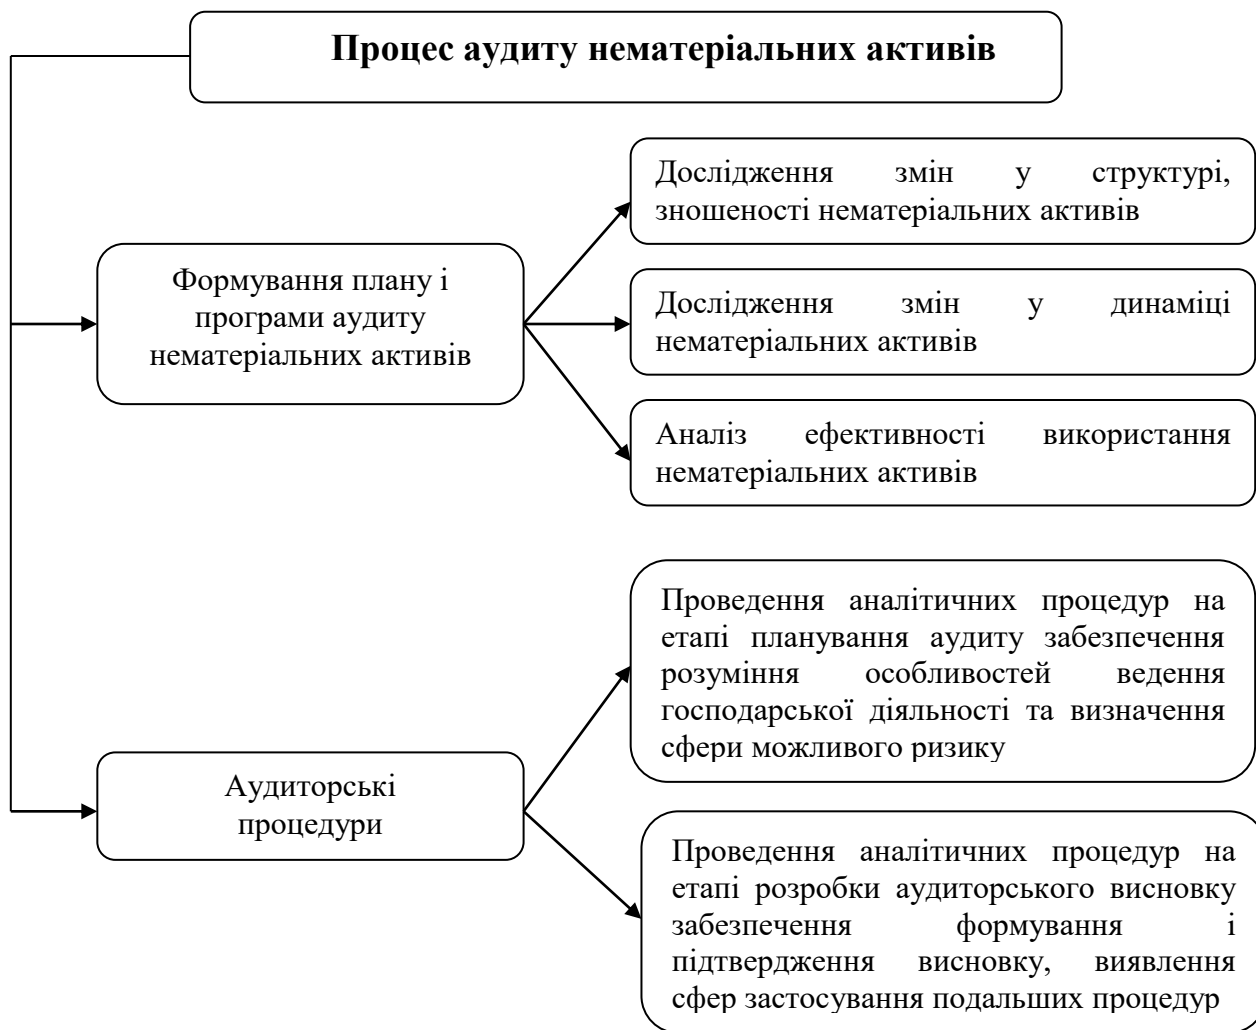 Процес аудиту нематеріальних активів
Дослідження змін у структурі,
зношеності нематеріальних активів
Формування плану і
програми аудиту
нематеріальних активів
Дослідження змін у динаміці
нематеріальних активів
Аналіз ефективності використання
нематеріальних активів
Проведення аналітичних процедур на
етапі планування аудиту забезпечення
розуміння особливостей ведення
господарської діяльності та визначення
сфери можливого ризику
Аудиторські
процедури
Проведення аналітичних процедур на
етапі розробки аудиторського висновку
забезпечення формування і
підтвердження висновку, виявлення
сфер застосування подальших процедур